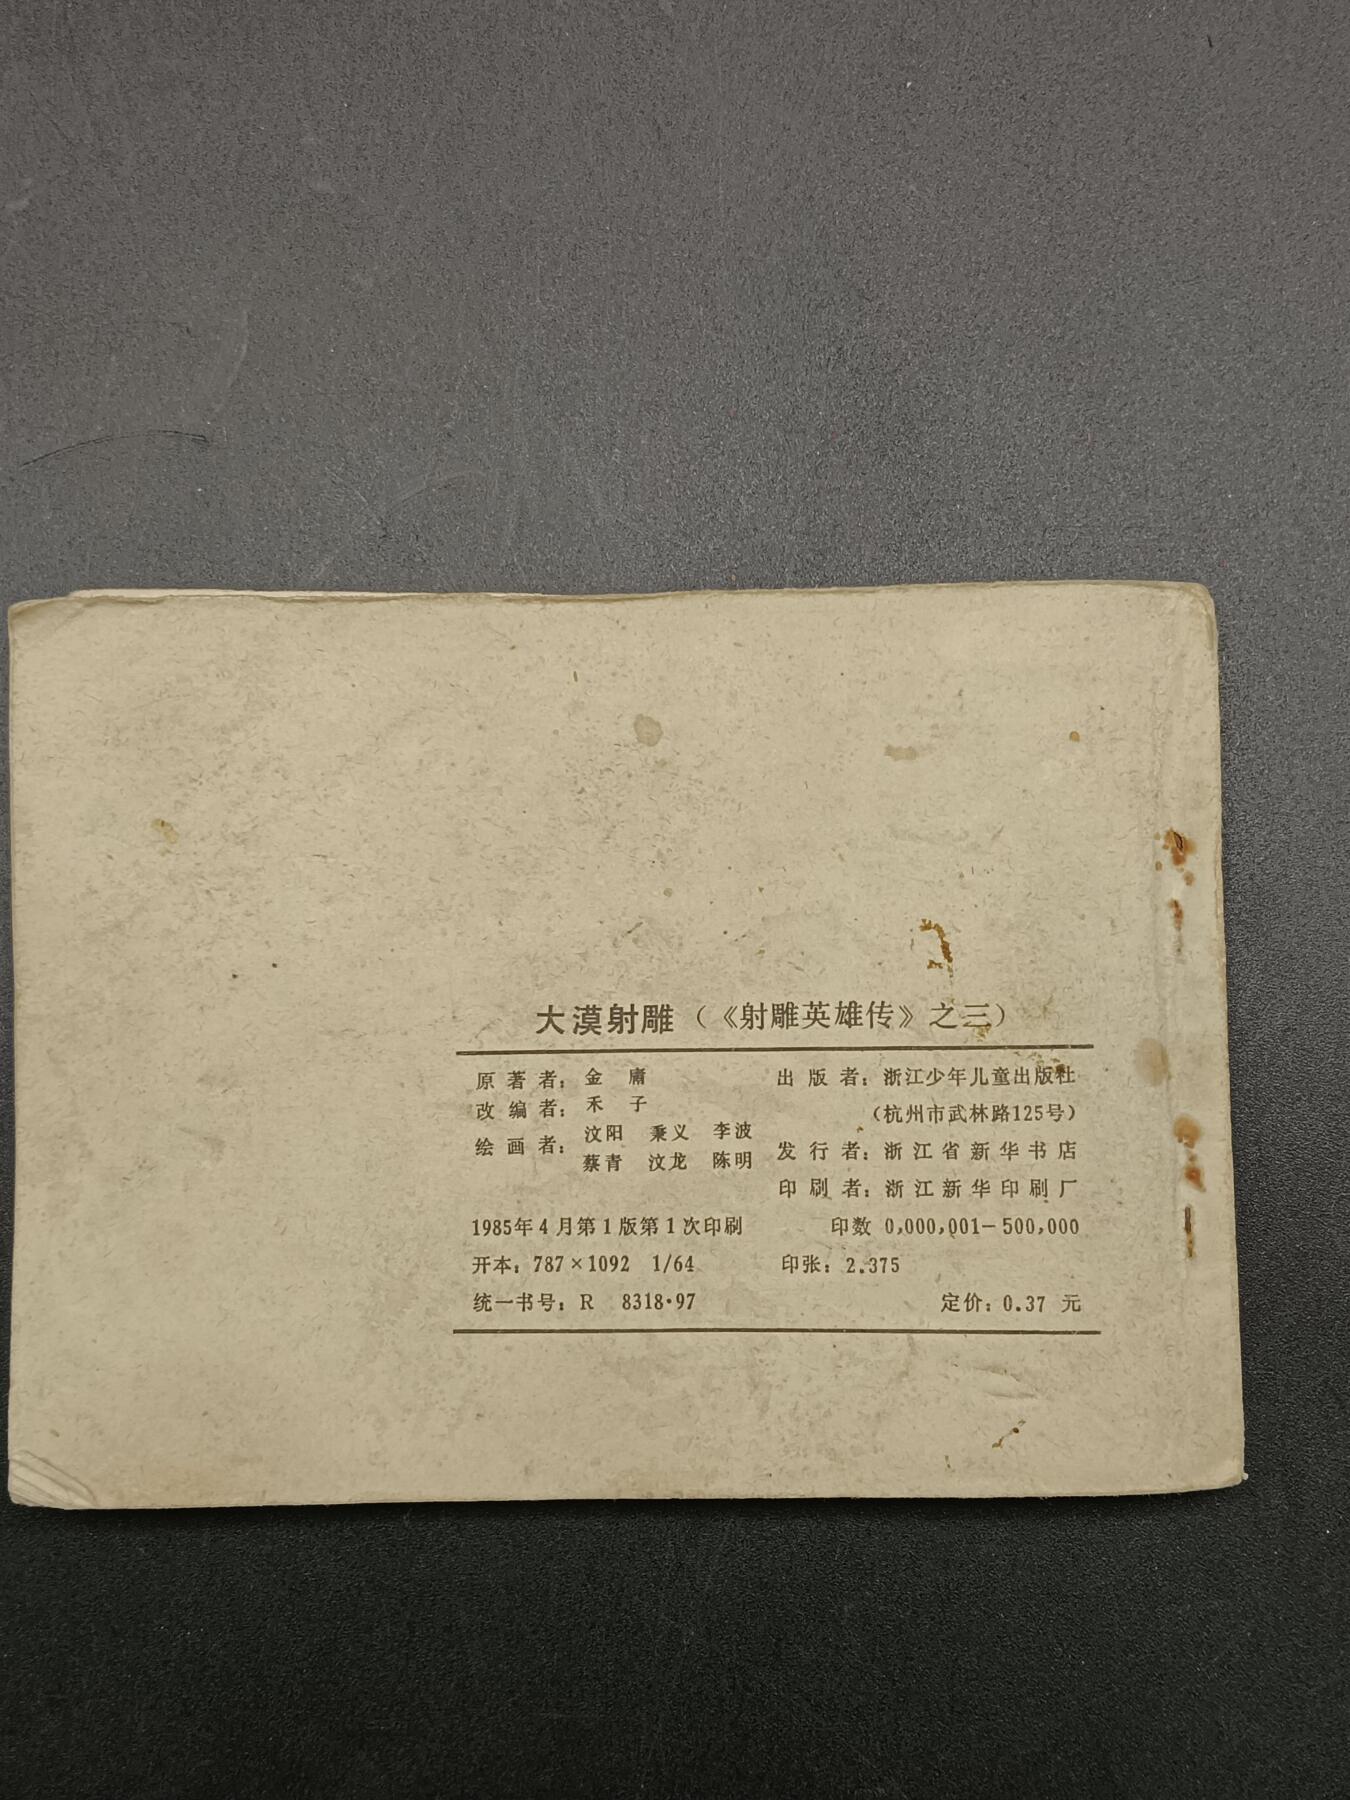 大漠射雕（《射雕英雄传》之三）
原著者：金庸
改编者：禾子
绘画者：汶阳 秉义 李波
蔡青 汶龙 陈明
出版者：浙江少年儿童出版社
（杭州市武林路125号）
发行者：浙江省新华书店
印刷者：浙江新华印刷厂
1985年4月第1版第1次印刷 印数 0,000,001—500,000
开本：787×1092 1/64 印张：2.375
统一书号：R 8318·97 定价：0.37 元